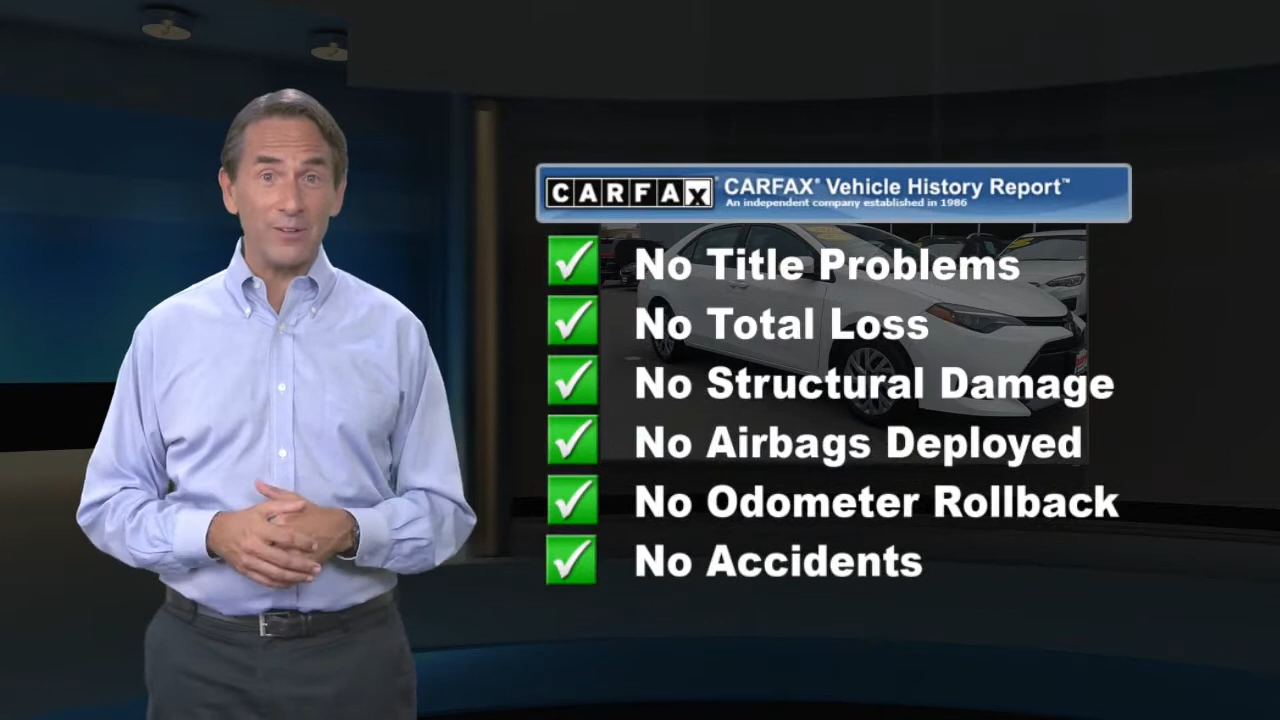 CARFAX
CARFAX® Vehicle History Report™
An independent company established in 1986
No Title Problems
No Total Loss
No Structural Damage
No Airbags Deployed
No Odometer Rollback
No Accidents